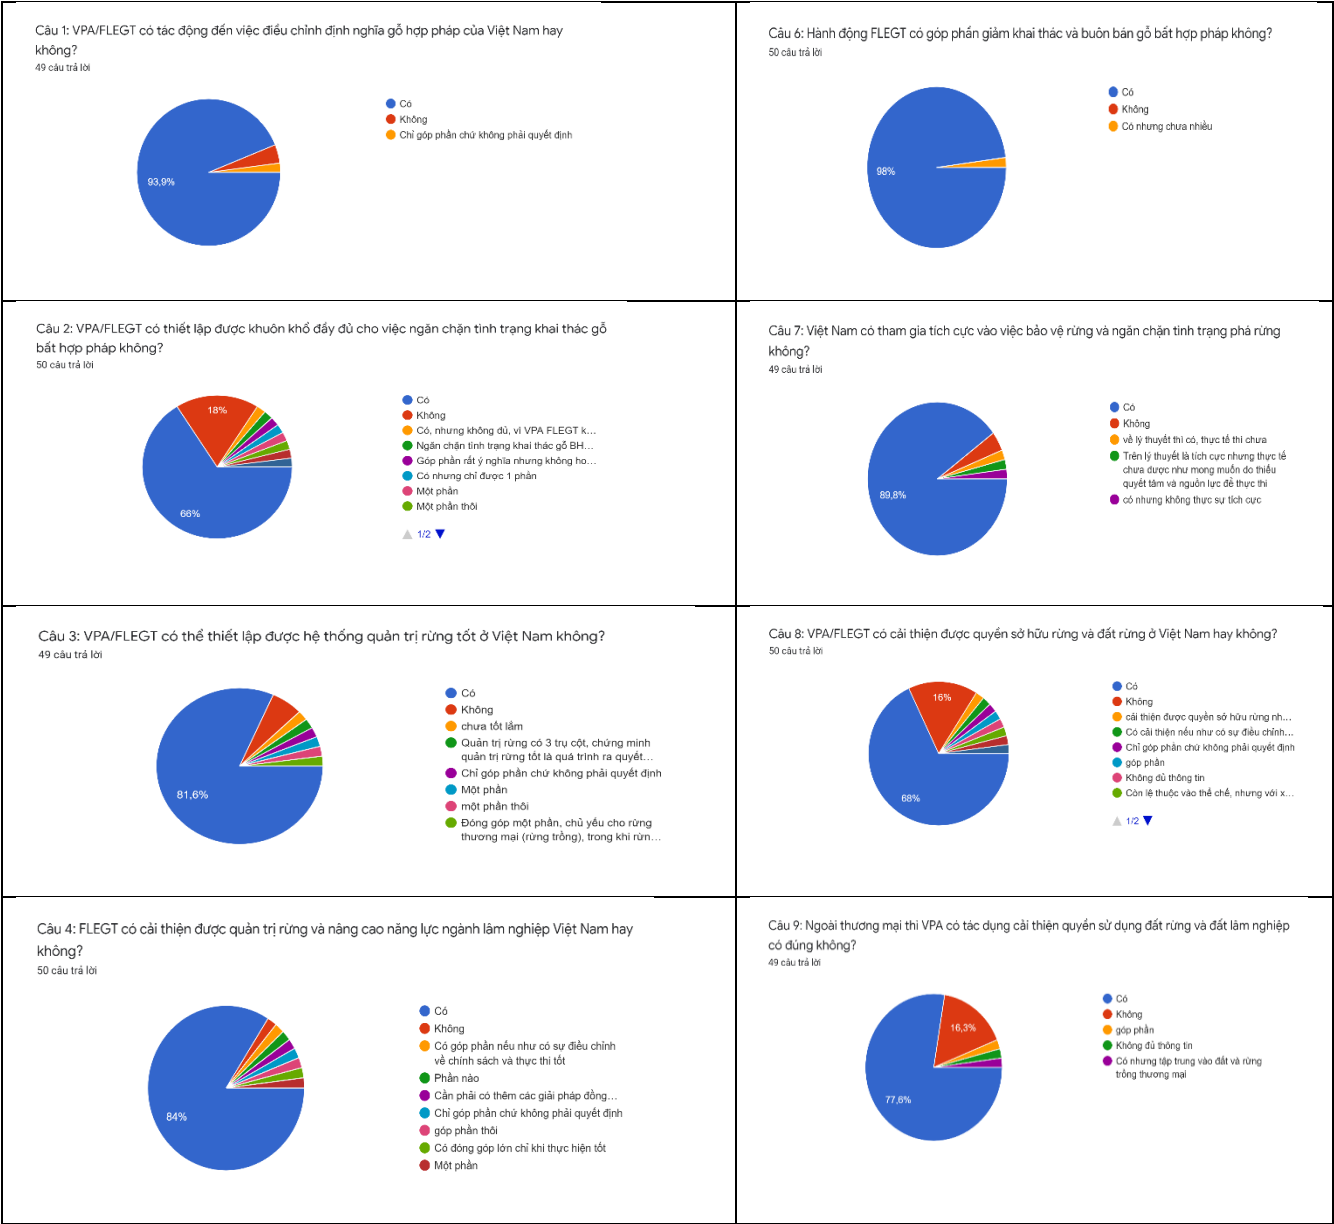 Câu 1: VPA/FLEGT có tác động đến việc điều chỉnh định nghĩa gỗ hợp pháp của Việt Nam hay
không?
49 câu trả lời
Có
Không
Chỉ góp phần chứ không phải quyết định
93,9%
Câu 6: Hành động FLEGT có góp phần giảm khai thác và buôn bán gỗ bất hợp pháp không?
50 câu trả lời
Có
Không
Có nhưng chưa nhiều
98%
Câu 2: VPA/FLEGT có thiết lập được khuôn khổ đầy đủ cho việc ngăn chặn tình trạng khai thác gỗ
bất hợp pháp không?
50 câu trả lời
Có
Không
Có, nhưng không đủ, vì VPA FLEGT k...
Ngăn chặn tình trạng khai thác gỗ BH...
Góp phần rất ý nghĩa nhưng không ho...
Có nhưng chỉ được 1 phần
Một phần
Một phần thôi
1/2
18%
66%
Câu 7: Việt Nam có tham gia tích cực vào việc bảo vệ rừng và ngăn chặn tình trạng phá rừng
không?
49 câu trả lời
Có
Không
về lý thuyết thì có, thực tế thì chưa
Trên lý thuyết là tích cực nhưng thực tế
chưa được như mong muốn do thiếu
quyết tâm và nguồn lực để thực thi
có nhưng không thực sự tích cực
89,8%
Câu 3: VPA/FLEGT có thể thiết lập được hệ thống quản trị rừng tốt ở Việt Nam không?
49 câu trả lời
Có
Không
chưa tốt lắm
Quản trị rừng có 3 trụ cột, chứng minh
quản trị rừng tốt là quá trình ra quyết...
Chỉ góp phần chứ không phải quyết định
Một phần
một phần thôi
Đóng góp một phần, chủ yếu cho rừng
thương mại (rừng trồng), trong khi rừn...
81,6%
Câu 8: VPA/FLEGT có cải thiện được quyền sở hữu rừng và đất rừng ở Việt Nam hay không?
50 câu trả lời
Có
Không
cải thiện được quyền sở hữu rừng nh...
Có cải thiện nếu như có sự điều chỉnh...
Chỉ góp phần chứ không phải quyết định
góp phần
Không đủ thông tin
Còn lệ thuộc vào thể chế, nhưng với x...
1/2
16%
68%
Câu 4: FLEGT có cải thiện được quản trị rừng và nâng cao năng lực ngành lâm nghiệp Việt Nam hay
không?
50 câu trả lời
Có
Không
Có góp phần nếu như có sự điều chỉnh
về chính sách và thực thi tốt
Phần nào
Cần phải có thêm các giải pháp đồng...
Chỉ góp phần chứ không phải quyết định
góp phần thôi
Có đóng góp lớn chỉ khi thực hiện tốt
Một phần
84%
Câu 9: Ngoài thương mại thì VPA có tác dụng cải thiện quyền sử dụng đất rừng và đất lâm nghiệp
có đúng không?
49 câu trả lời
Có
Không
góp phần
Không đủ thông tin
Có nhưng tập trung vào đất và rừng
trồng thương mại
16,3%
77,6%